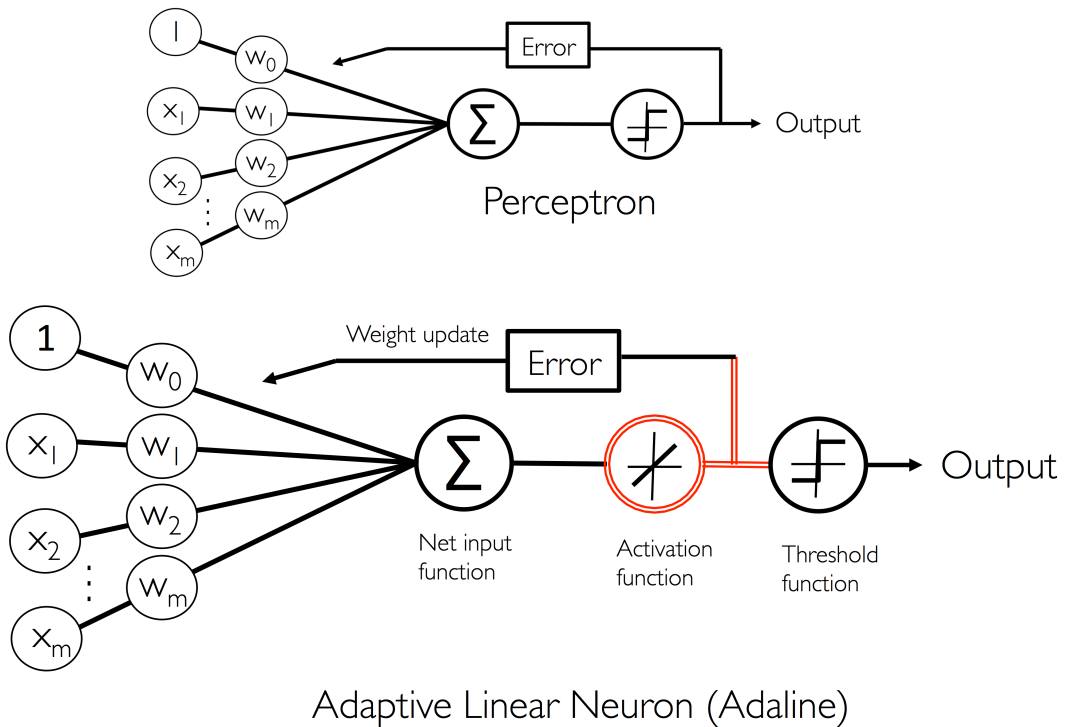 1
w0
x1
w1
x2
w2
⋮
xm
wm
Σ
Error
Output
Perceptron
1
w0
x1
w1
x2
w2
⋮
xm
wm
Weight update
Error
Σ
Output
Net input
function
Activation
function
Threshold
function
Adaptive Linear Neuron (Adaline)